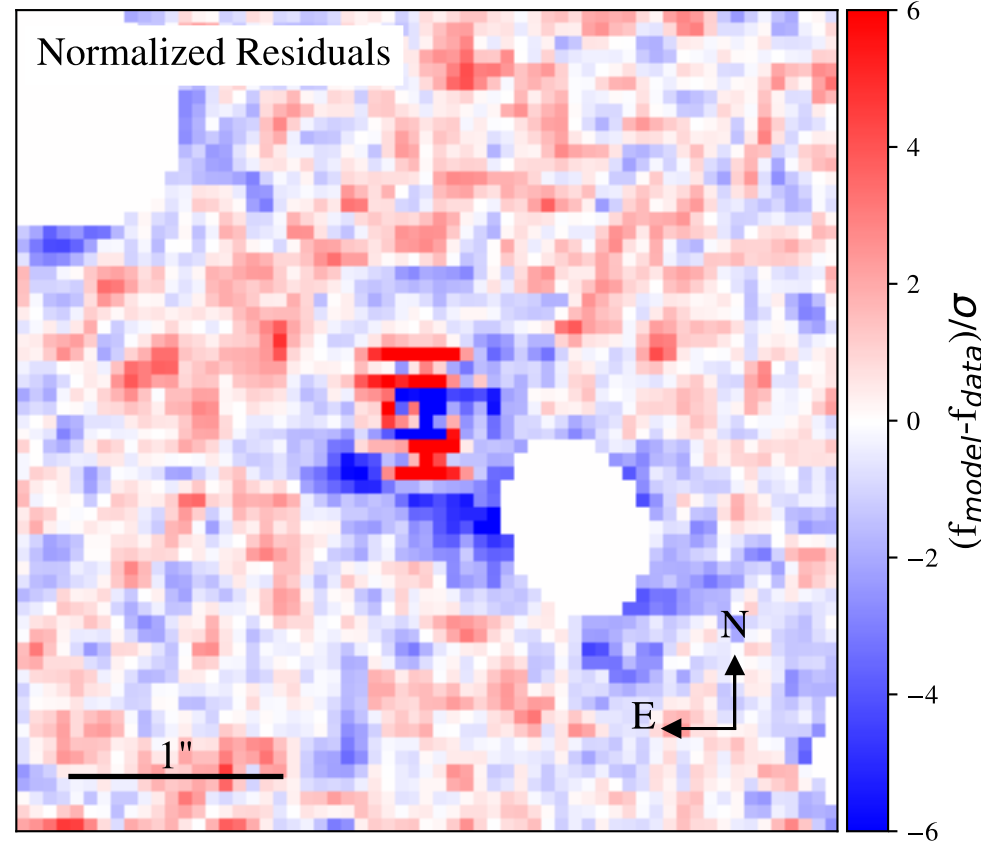 Normalized Residuals
6
4
2
0
−2
−4
−6
(f_model-f_data)/σ
N
E
1"